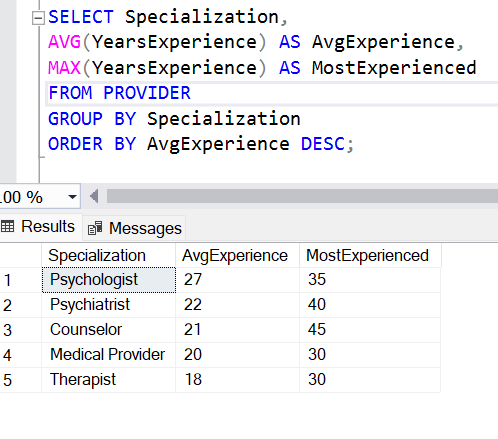 SELECT Specialization,
AVG(YearsExperience) AS AvgExperience,
MAX(YearsExperience) AS MostExperienced
FROM PROVIDER
GROUP BY Specialization
ORDER BY AvgExperience DESC;
.00 %
Results Messages
Specialization AvgExperience MostExperienced
1 Psychologist 27 35
2 Psychiatrist 22 40
3 Counselor 21 45
4 Medical Provider 20 30
5 Therapist 18 30